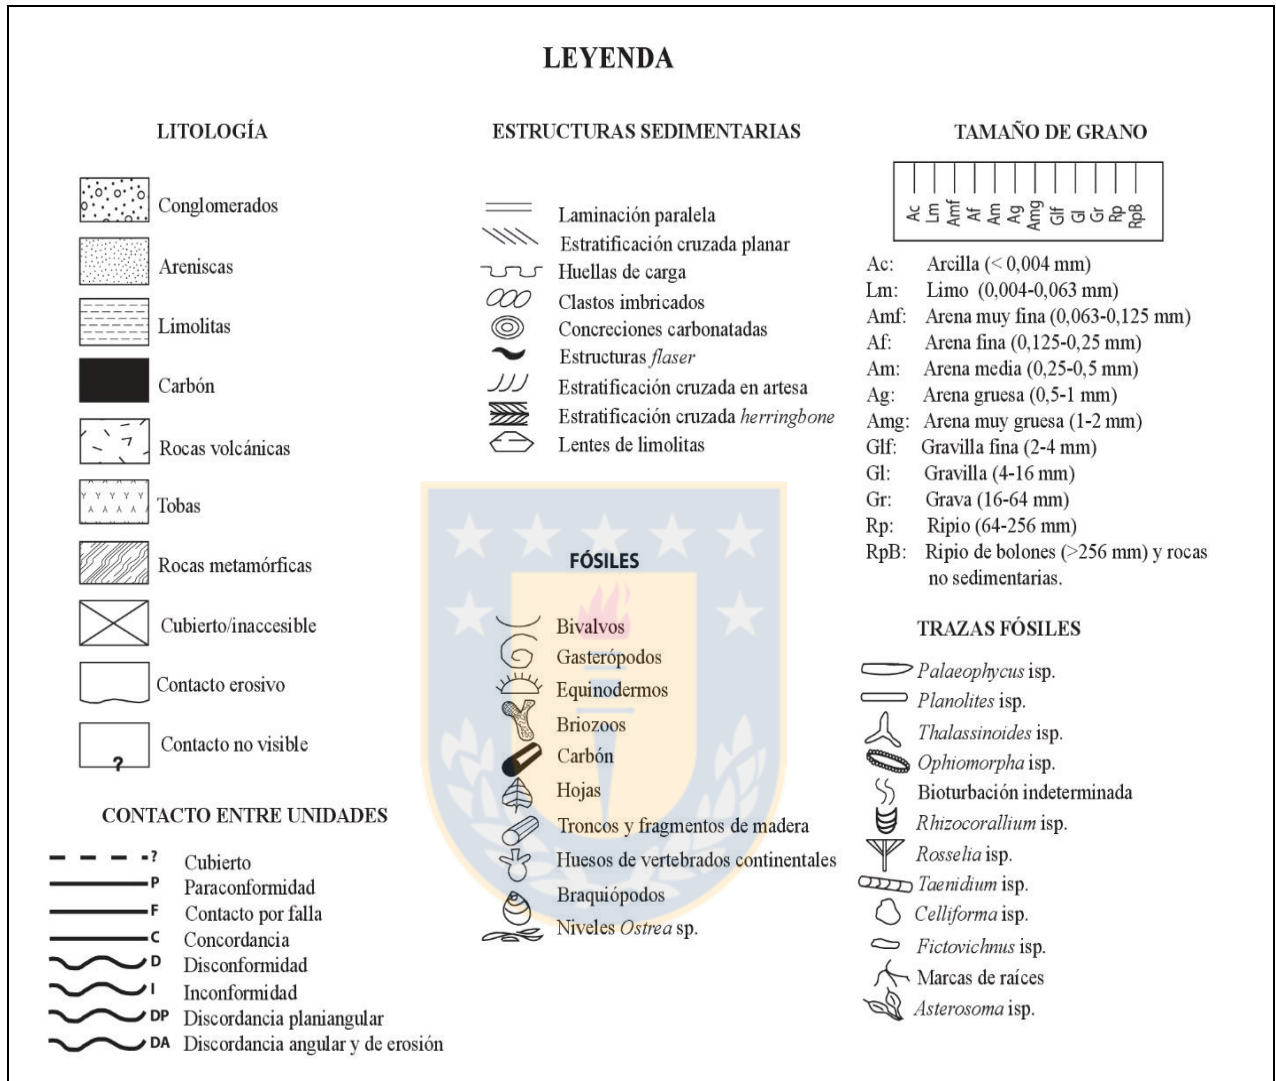 LEYENDA
LITOLOGÍA
Conglomerados
Areniscas
Limolitas
Carbón
Rocas volcánicas
Tobas
Rocas metamórficas
Cubierto/inaccesible
Contacto erosivo
?
Contacto no visible
CONTACTO ENTRE UNIDADES
? Cubierto
P Paraconformidad
F Contacto por falla
C Concordancia
D Disconformidad
I Inconformidad
DP Discordancia planiangular
DA Discordancia angular y de erosión
ESTRUCTURAS SEDIMENTARIAS
Laminación paralela
Estratificación cruzada planar
Huellas de carga
Clastos imbricados
Concreciones carbonatadas
Estructuras flaser
Estratificación cruzada en artesa
Estratificación cruzada herringbone
Lentes de limolitas
FÓSILES
Bivalvos
Gasterópodos
Equinodermos
Briozoos
Carbón
Hojas
Troncos y fragmentos de madera
Huesos de vertebrados continentales
Braquiópodos
Niveles Ostrea sp.
TAMAÑO DE GRANO
Ac Lm Amf Af Am Ag Amg Glf Gl Gr Rp RpB
Ac: Arcilla (< 0,004 mm)
Lm: Limo (0,004-0,063 mm)
Amf: Arena muy fina (0,063-0,125 mm)
Af: Arena fina (0,125-0,25 mm)
Am: Arena media (0,25-0,5 mm)
Ag: Arena gruesa (0,5-1 mm)
Amg: Arena muy gruesa (1-2 mm)
Glf: Gravilla fina (2-4 mm)
Gl: Gravilla (4-16 mm)
Gr: Grava (16-64 mm)
Rp: Ripio (64-256 mm)
RpB: Ripio de bolones (>256 mm) y rocas
no sedimentarias.
TRAZAS FÓSILES
Palaeophycus isp.
Planolites isp.
Thalassinoides isp.
Ophiomorpha isp.
Bioturbación indeterminada
Rhizocorallium isp.
Rosselia isp.
Taenidium isp.
Celliforma isp.
Fictovichnus isp.
Marcas de raíces
Asterosoma isp.